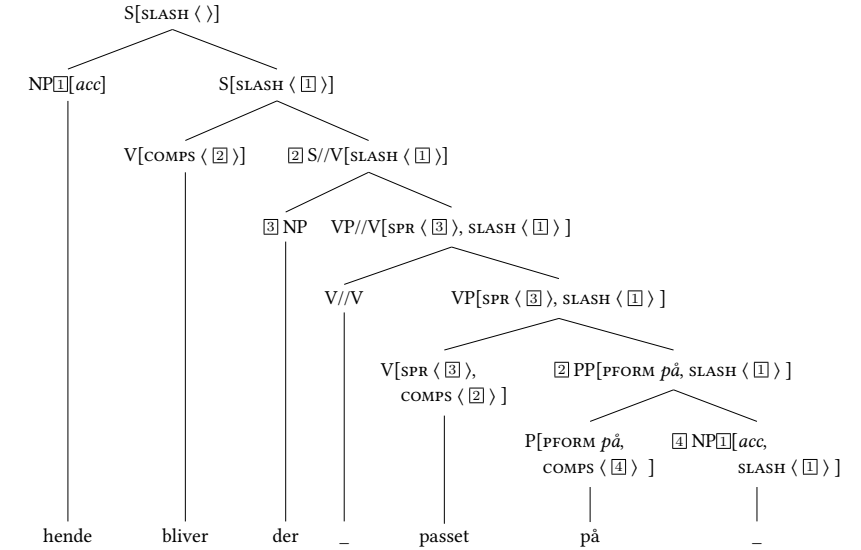 S[SLASH ⟨ ⟩]
NP1[acc] S[SLASH ⟨ 1 ⟩]
V[COMPS ⟨ 2 ⟩] 2 S//V[SLASH ⟨ 1 ⟩]
3 NP VP//V[SPR ⟨ 3 ⟩, SLASH ⟨ 1 ⟩ ]
V//V VP[SPR ⟨ 3 ⟩, SLASH ⟨ 1 ⟩ ]
V[SPR ⟨ 3 ⟩, 2 PP[PFORM på, SLASH ⟨ 1 ⟩ ]
COMPS ⟨ 2 ⟩ ]
P[PFORM på, 4 NP1[acc,
COMPS ⟨ 4 ⟩ ] SLASH ⟨ 1 ⟩ ]
hende bliver der _ passet på _